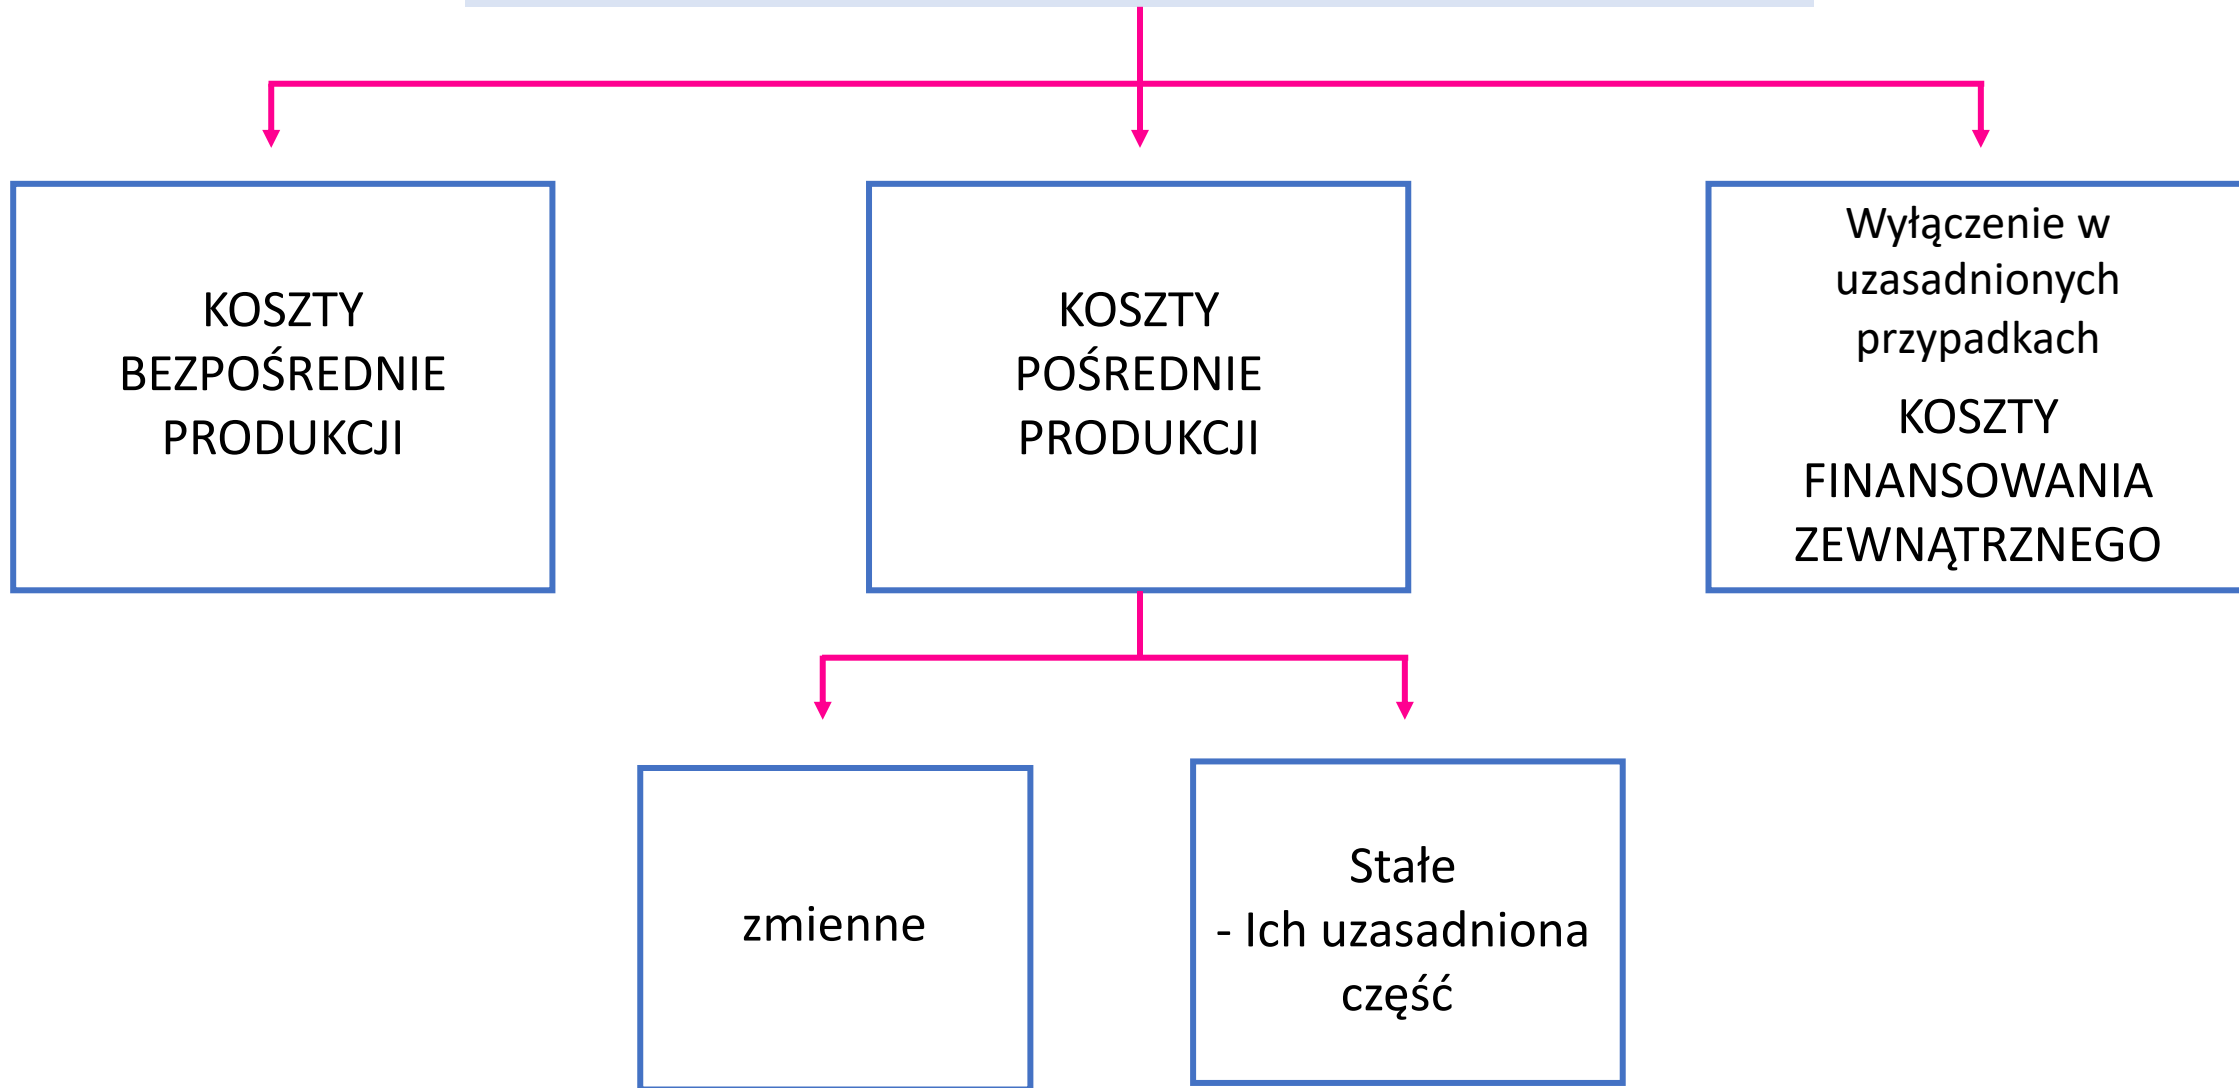 KOSZTY
BEZPOŚREDNIE
PRODUKCJI
KOSZTY
POŚREDNIE
PRODUKCJI
Wyłączenie w
uzasadnionych
przypadkach
KOSZTY
FINANSOWANIA
ZEWNĄTRZNEGO
zmienne
Stałe
- Ich uzasadniona
część